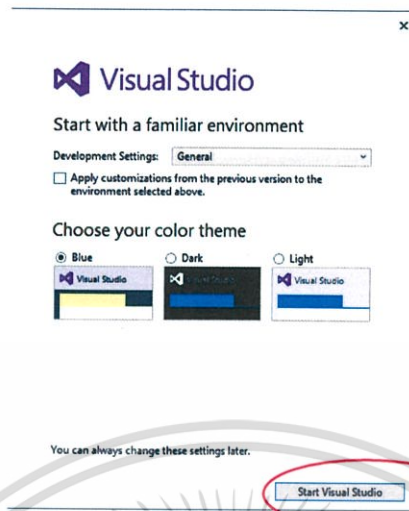 Visual Studio
Start with a familiar environment
Development Settings: General
Apply customizations from the previous version to the
environment selected above.
Choose your color theme
Blue Dark Light
Visual Studio Visual Studio
You can always change these settings later.
Start Visual Studio